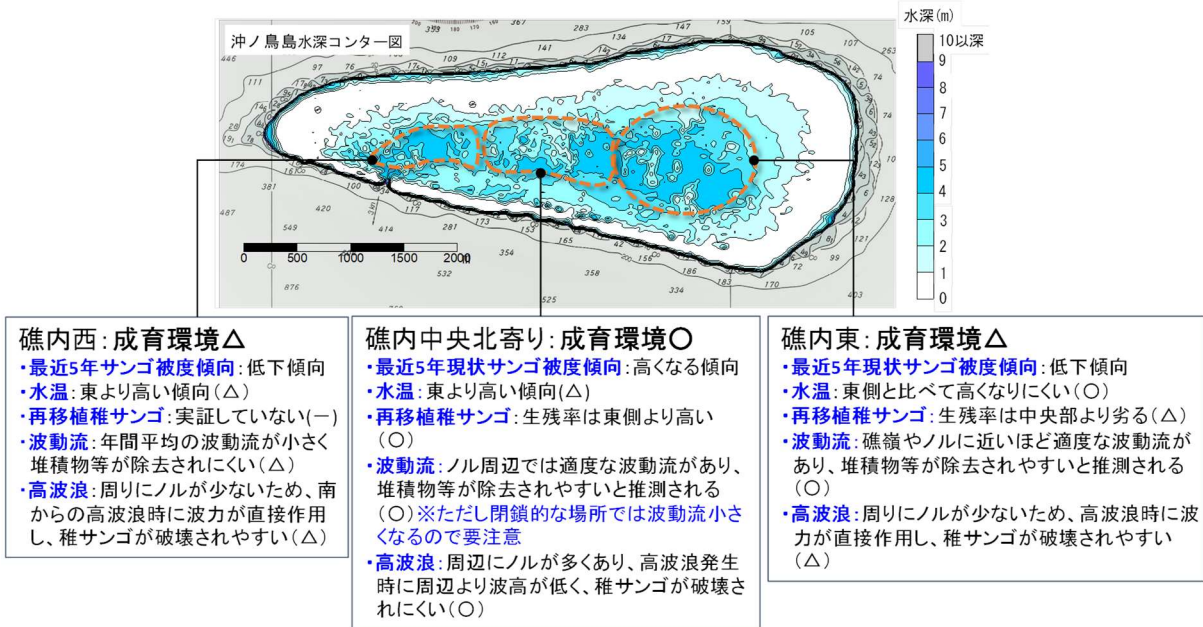 沖ノ鳥島水深コンター図
水深(m)
10以深
9
8
7
6
5
4
3
2
1
0
0 500 1000 1500 2000
礁内西:成育環境△
・最近5年サンゴ被度傾向:低下傾向
・水温:東より高い傾向(△)
・再移植稚サンゴ:実証していない(−)
・波動流:年間平均の波動流が小さく
堆積物等が除去されにくい(△)
・高波浪:周りにノルが少ないため、南
からの高波浪時に波力が直接作用
し、稚サンゴが破壊されやすい(△)
礁内中央北寄り:成育環境〇
・最近5年現状サンゴ被度傾向:高くなる傾向
・水温:東より高い傾向(△)
・再移植稚サンゴ:生残率は東側より高い
(〇)
・波動流:ノル周辺では適度な波動流があり、
堆積物等が除去されやすいと推測される
(〇)※ただし閉鎖的な場所では波動流小さ
くなるので要注意
・高波浪:周辺にノルが多くあり、高波浪発生
時に周辺より波高が低く、稚サンゴが破壊さ
れにくい(〇)
礁内東:成育環境△
・最近5年現状サンゴ被度傾向:低下傾向
・水温:東側と比べて高くなりにくい(〇)
・再移植稚サンゴ:生残率は中央部より劣る(△)
・波動流:礁嶺やノルに近いほど適度な波動流が
あり、堆積物等が除去されやすいと推測される
(〇)
・高波浪:周りにノルが少ないため、高波浪時に波
力が直接作用し、稚サンゴが破壊されやすい
(△)